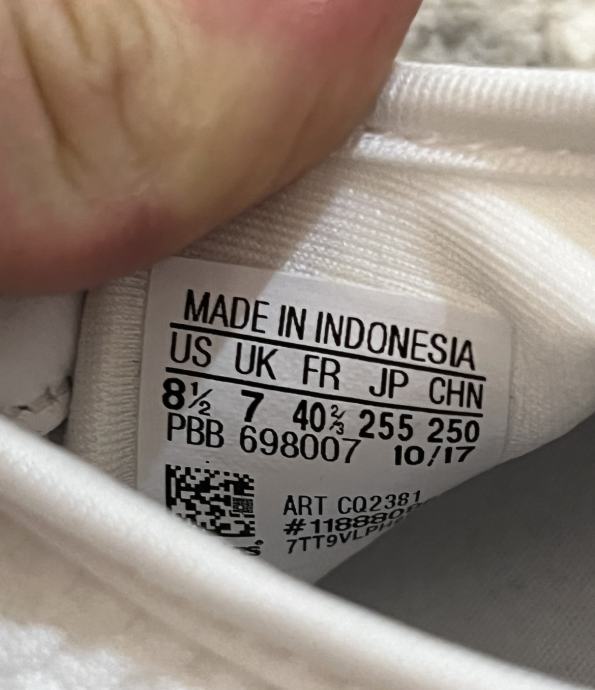 MADE IN INDONESIA
US UK FR JP CHN
8½ 7 40⅔ 255 250
PBB 698007 10/17
ART CQ2381